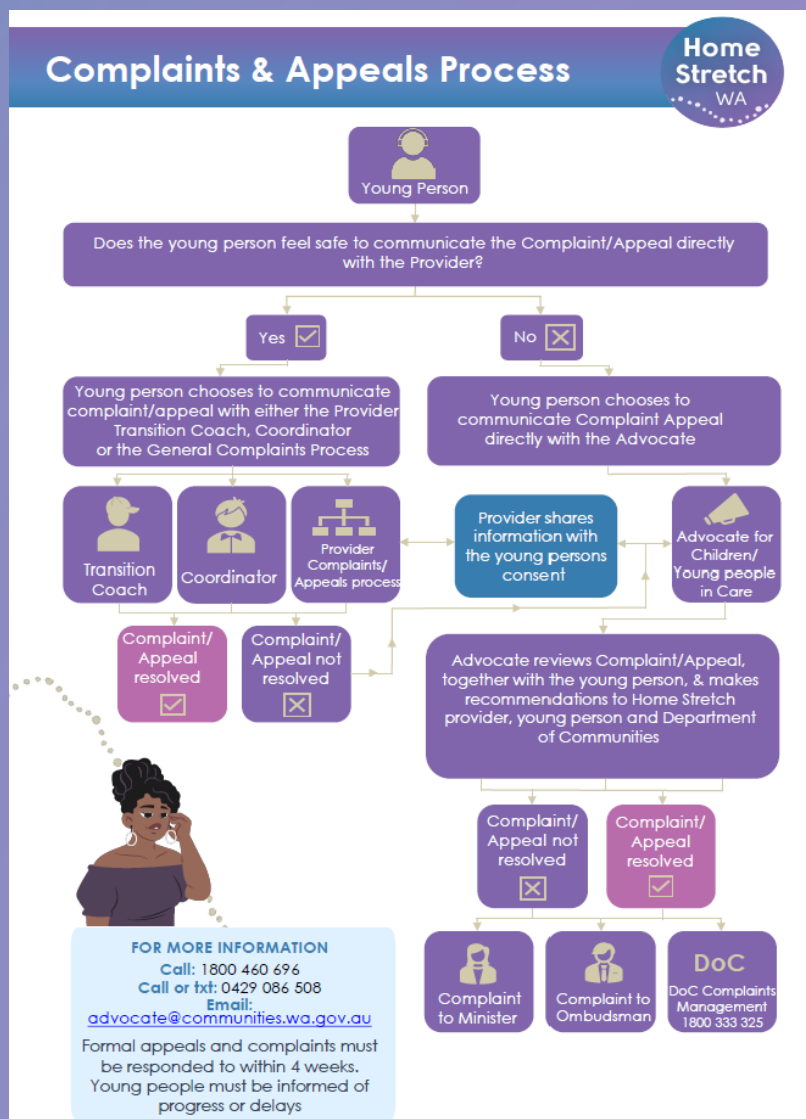 Complaints & Appeals Process
Home
Stretch
WA
Young Person
Does the young person feel safe to communicate the Complaint/Appeal directly
with the Provider?
Yes
No
Young person chooses to communicate
complaint/appeal with either the Provider
Transition Coach, Coordinator
or the General Complaints Process
Young person chooses to
communicate Complaint Appeal
directly with the Advocate
Transition
Coach
Coordinator
Provider
Complaints/
Appeals process
Provider shares
information with
the young persons
consent
Advocate for
Children/
Young people
in Care
Complaint/
Appeal
resolved
Complaint/
Appeal not
resolved
Advocate reviews Complaint/Appeal,
together with the young person, & makes
recommendations to Home Stretch
provider, young person and Department
of Communities
Complaint/
Appeal not
resolved
Complaint/
Appeal
resolved
Complaint
to Minister
Complaint to
Ombudsman
DoC
DoC Complaints
Management
1800 333 325
FOR MORE INFORMATION
Call: 1800 460 696
Call or txt: 0429 086 508
Email:
advocate@communities.wa.gov.au
Formal appeals and complaints must
be responded to within 4 weeks.
Young people must be informed of
progress or delays